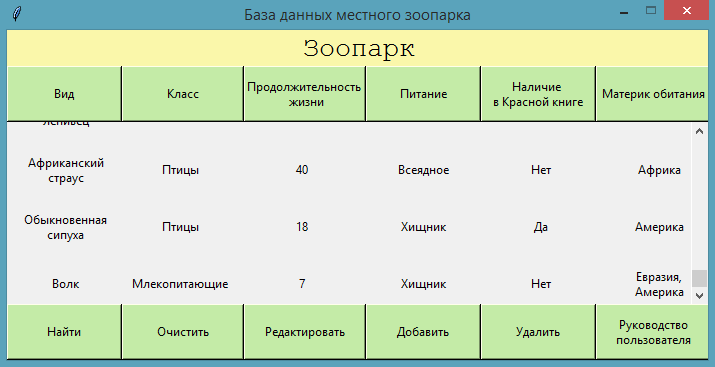 База данных местного зоопарка
Зоопарк
Вид Класс Продолжительность жизни Питание Наличие в Красной книге Материк обитания
ленивец
Африканский страус Птицы 40 Всеядное Нет Африка
Обыкновенная сипуха Птицы 18 Хищник Да Америка
Волк Млекопитающие 7 Хищник Нет Евразия, Америка
Найти Очистить Редактировать Добавить Удалить Руководство пользователя